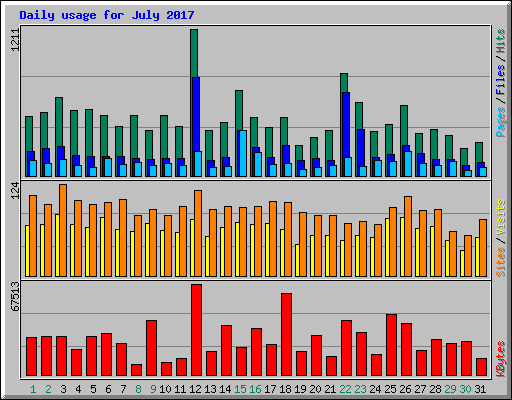 Daily usage for July 2017
1211
Pages / Files / Hits
124
Sites / Visits
67513
KBytes
1 2 3 4 5 6 7 8 9 10 11 12 13 14 15 16 17 18 19 20 21 22 23 24 25 26 27 28 29 30 31